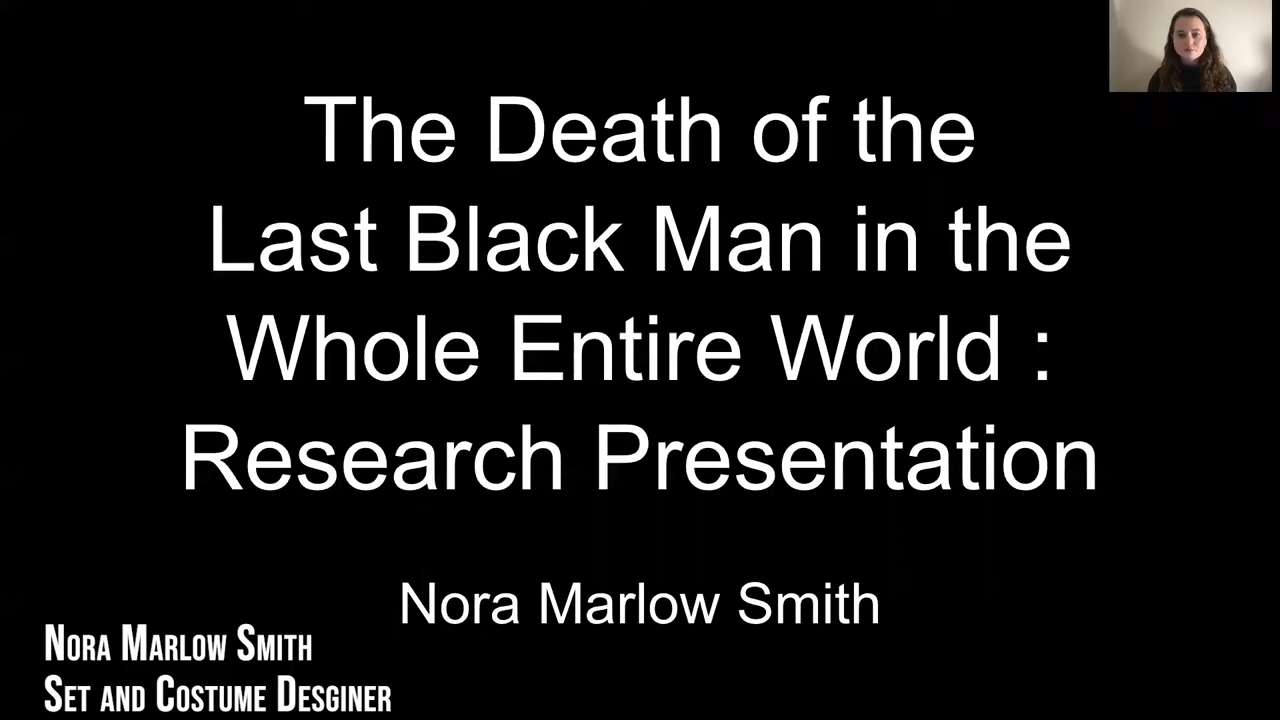 The Death of the
Last Black Man in the
Whole Entire World :
Research Presentation
Nora Marlow Smith
Nora Marlow Smith
Set and Costume Desginer